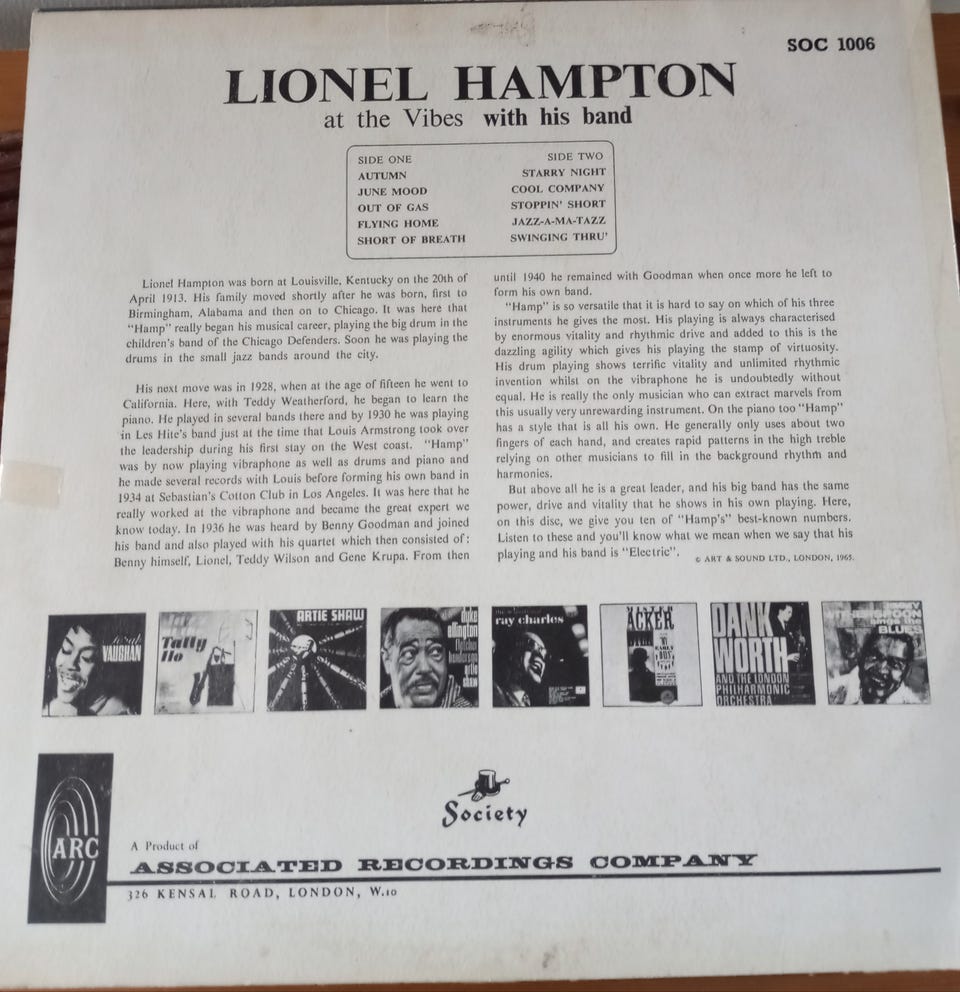 SOC 1006
LIONEL HAMPTON
at the Vibes with his band
SIDE ONE
AUTUMN
JUNE MOOD
OUT OF GAS
FLYING HOME
SHORT OF BREATH
SIDE TWO
STARRY NIGHT
COOL COMPANY
STOPPIN' SHORT
JAZZ-A-MA-TAZZ
SWINGING THRU'
Lionel Hampton was born at Louisville, Kentucky on the 20th of
April 1913. His family moved shortly after he was born, first to
Birmingham, Alabama and then on to Chicago. It was here that
"Hamp" really began his musical career, playing the big drum in the
children's band of the Chicago Defenders. Soon he was playing the
drums in the small jazz bands around the city.
His next move was in 1928, when at the age of fifteen he went to
California. Here, with Teddy Weatherford, he began to learn the
piano. He played in several bands there and by 1930 he was playing
in Les Hite's band just at the time that Louis Armstrong took over
the leadership during his first stay on the West coast. "Hamp"
was by now playing vibraphone as well as drums and piano and
he made several records with Louis before forming his own band in
1934 at Sebastian's Cotton Club in Los Angeles. It was here that he
really worked at the vibraphone and became the great expert we
know today. In 1936 he was heard by Benny Goodman and joined
his band and also played with his quartet which then consisted of:
Benny himself, Lionel, Teddy Wilson and Gene Krupa. From then
until 1940 he remained with Goodman when once more he left to
form his own band.
"Hamp" is so versatile that it is hard to say on which of his three
instruments he gives the most. His playing is always characterised
by enormous vitality and rhythmic drive and added to this is the
dazzling agility which gives his playing the stamp of virtuosity.
His drum playing shows terrific vitality and unlimited rhythmic
invention whilst on the vibraphone he is undoubtedly without
equal. He is really the only musician who can extract marvels from
this usually very unrewarding instrument. On the piano too "Hamp"
has a style that is all his own. He generally only uses about two
fingers of each hand, and creates rapid patterns in the high treble
relying on other musicians to fill in the background rhythm and
harmonies.
But above all he is a great leader, and his big band has the same
power, drive and vitality that he shows in his own playing. Here,
on this disc, we give you ten of "Hamp's" best-known numbers.
Listen to these and you'll know what we mean when we say that his
playing and his band is "Electric".
© ART & SOUND LTD., LONDON, 1965.
VAUGHAN
Tally
Ho
ARTIE SHAW
duke
ellington
artie
shaw
ray charles
ACKER
DANK
WORTH
AND THE LONDON
PHILHARMONIC
ORCHESTRA
sings the
BLUES
Society
ARC
A Product of
ASSOCIATED RECORDINGS COMPANY
326 KENSAL ROAD, LONDON, W.10